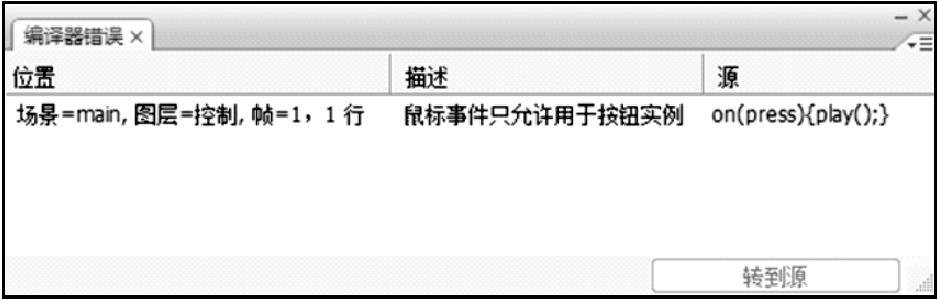 编译器错误
位置 描述 源
场景=main, 图层=控制, 帧=1，1 行 鼠标事件只允许用于按钮实例 on(press){play();}
转到源